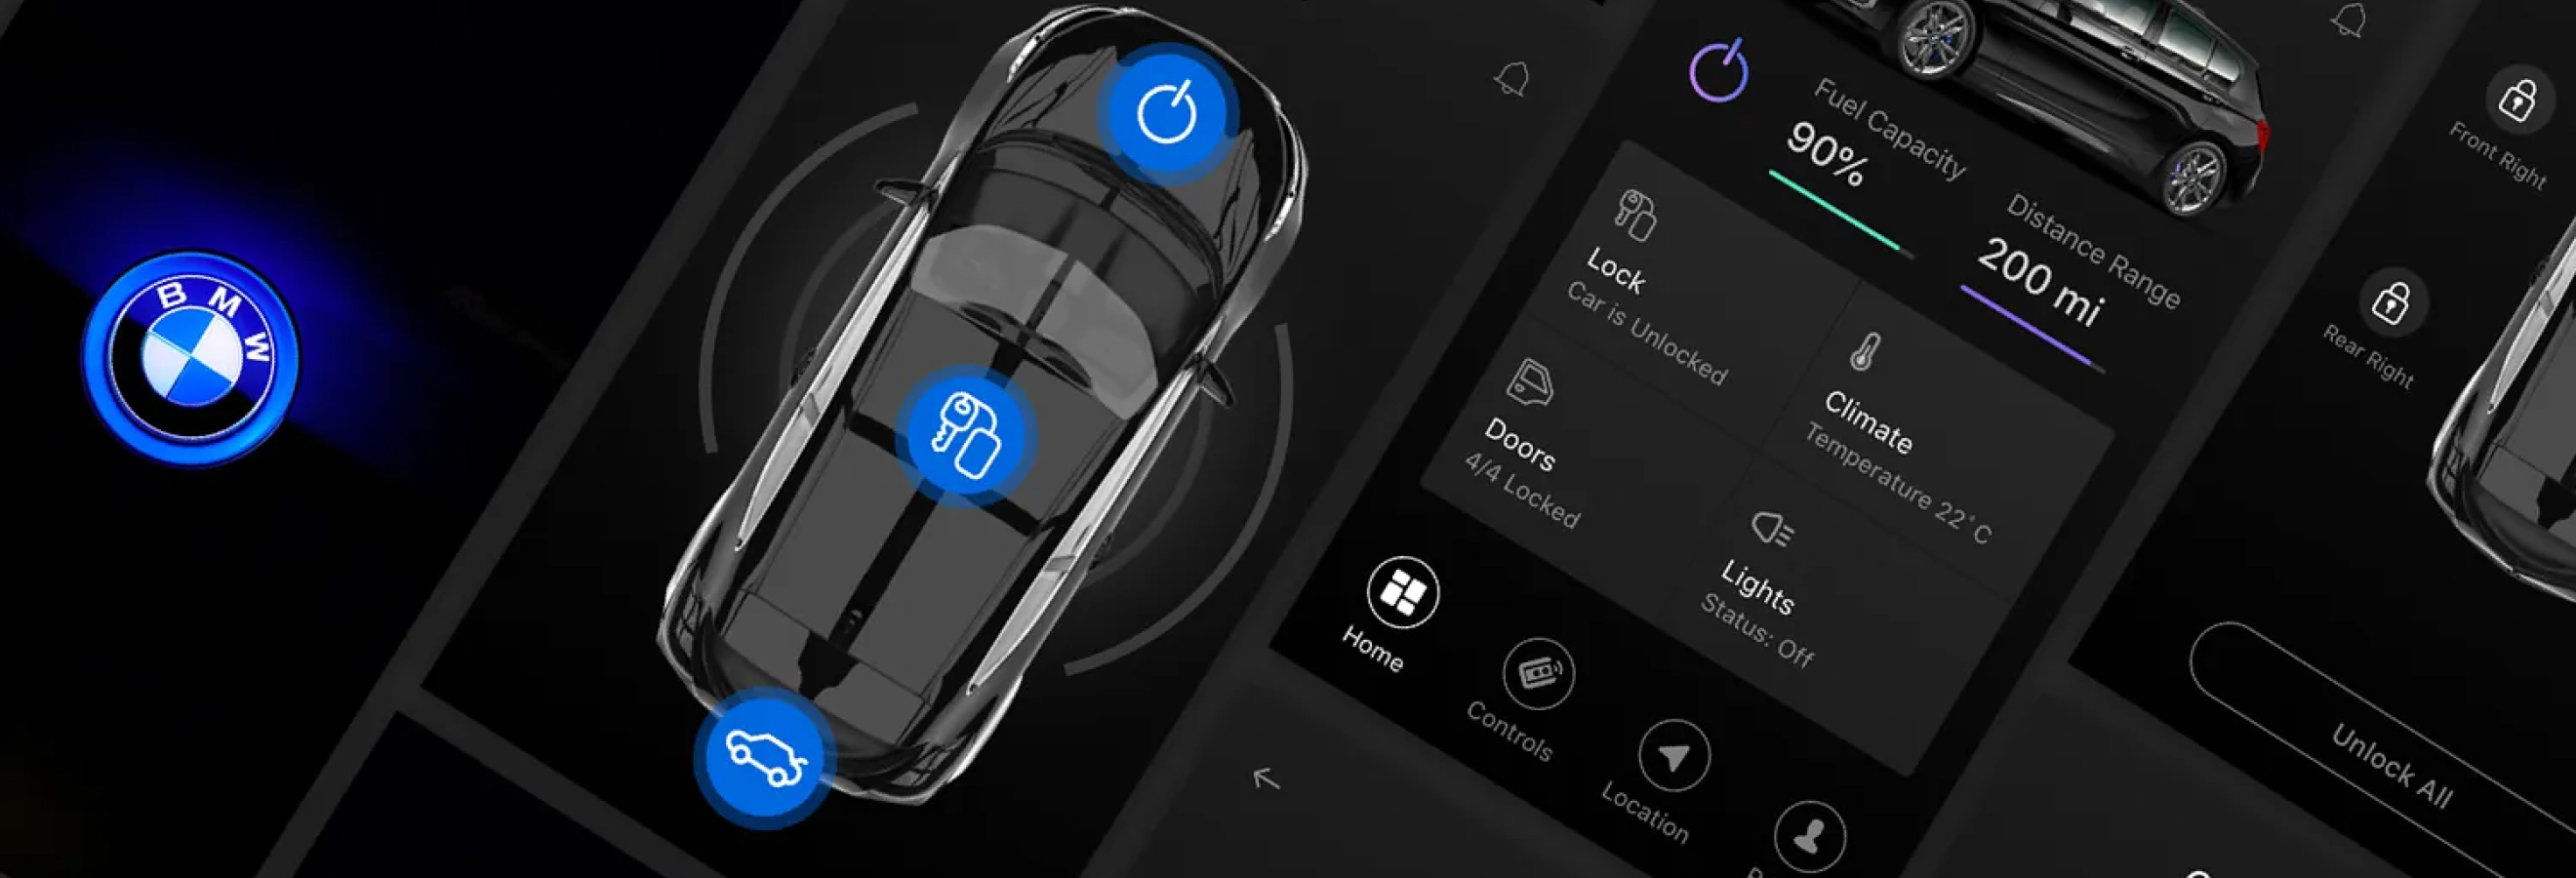 BMW
Fuel Capacity
90%
Distance Range
200 mi
Lock
Car is Unlocked
Climate
Temperature 22°C
Doors
4/4 Locked
Lights
Status: Off
Home
Controls
Location
Front Right
Rear Right
Unlock All